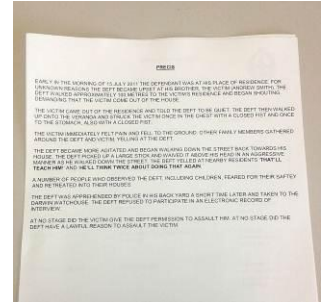 PRECIS
EARLY IN THE MORNING OF 15 JULY 2011 THE DEFENDANT WAS AT HIS PLACE OF RESIDENCE. FOR
UNKNOWN REASONS THE DEFT BECAME UPSET AT HIS BROTHER, THE VICTIM (ANDREW SMITH). THE
DEFT WALKED APPROXIMATELY 100 METRES TO THE VICTIM'S RESIDENCE AND BEGAN SHOUTING
DEMANDING THAT THE VICTIM COME OUT OF THE HOUSE.
THE VICTIM CAME OUT OF THE RESIDENCE AND TOLD THE DEFT TO BE QUIET. THE DEFT THEN WALKED
UP ONTO THE VERANDA AND STRUCK THE VICTIM ONCE IN THE CHEST WITH A CLOSED FIST AND ONCE
TO THE STOMACH, ALSO WITH A CLOSED FIST.
THE VICTIM IMMEDIATELY FELT PAIN AND FELL TO THE GROUND. OTHER FAMILY MEMBERS GATHERED
AROUND THE DEFT AND VICTIM, YELLING AT THE DEFT.
THE DEFT BECAME MORE AGITATED AND BEGAN WALKING DOWN THE STREET BACK TOWARDS HIS
HOUSE. THE DEFT PICKED UP A LARGE STICK AND WAVED IT ABOVE HIS HEAD IN AN AGGRESSIVE
MANNER AS HE WALKED DOWN THE STREET. THE DEFT YELLED AT NEARBY RESIDENTS 'THAT'LL
TEACH HIM' AND 'HE'LL THINK TWICE ABOUT DOING THAT AGAIN'.
A NUMBER OF PEOPLE WHO OBSERVED THE DEFT, INCLUDING CHILDREN, FEARED FOR THEIR SAFTEY
AND RETREATED INTO THEIR HOUSES.
THE DEFT WAS APPREHENDED BY POLICE IN HIS BACK YARD A SHORT TIME LATER AND TAKEN TO THE
DARWIN WATCHOUSE. THE DEFT REFUSED TO PARTICIPATE IN AN ELECTRONIC RECORD OF
INTERVIEW.
AT NO STAGE DID THE VICTIM GIVE THE DEFT PERMISSION TO ASSAULT HIM. AT NO STAGE DID THE
DEFT HAVE A LAWFUL REASON TO ASSAULT THE VICTIM.